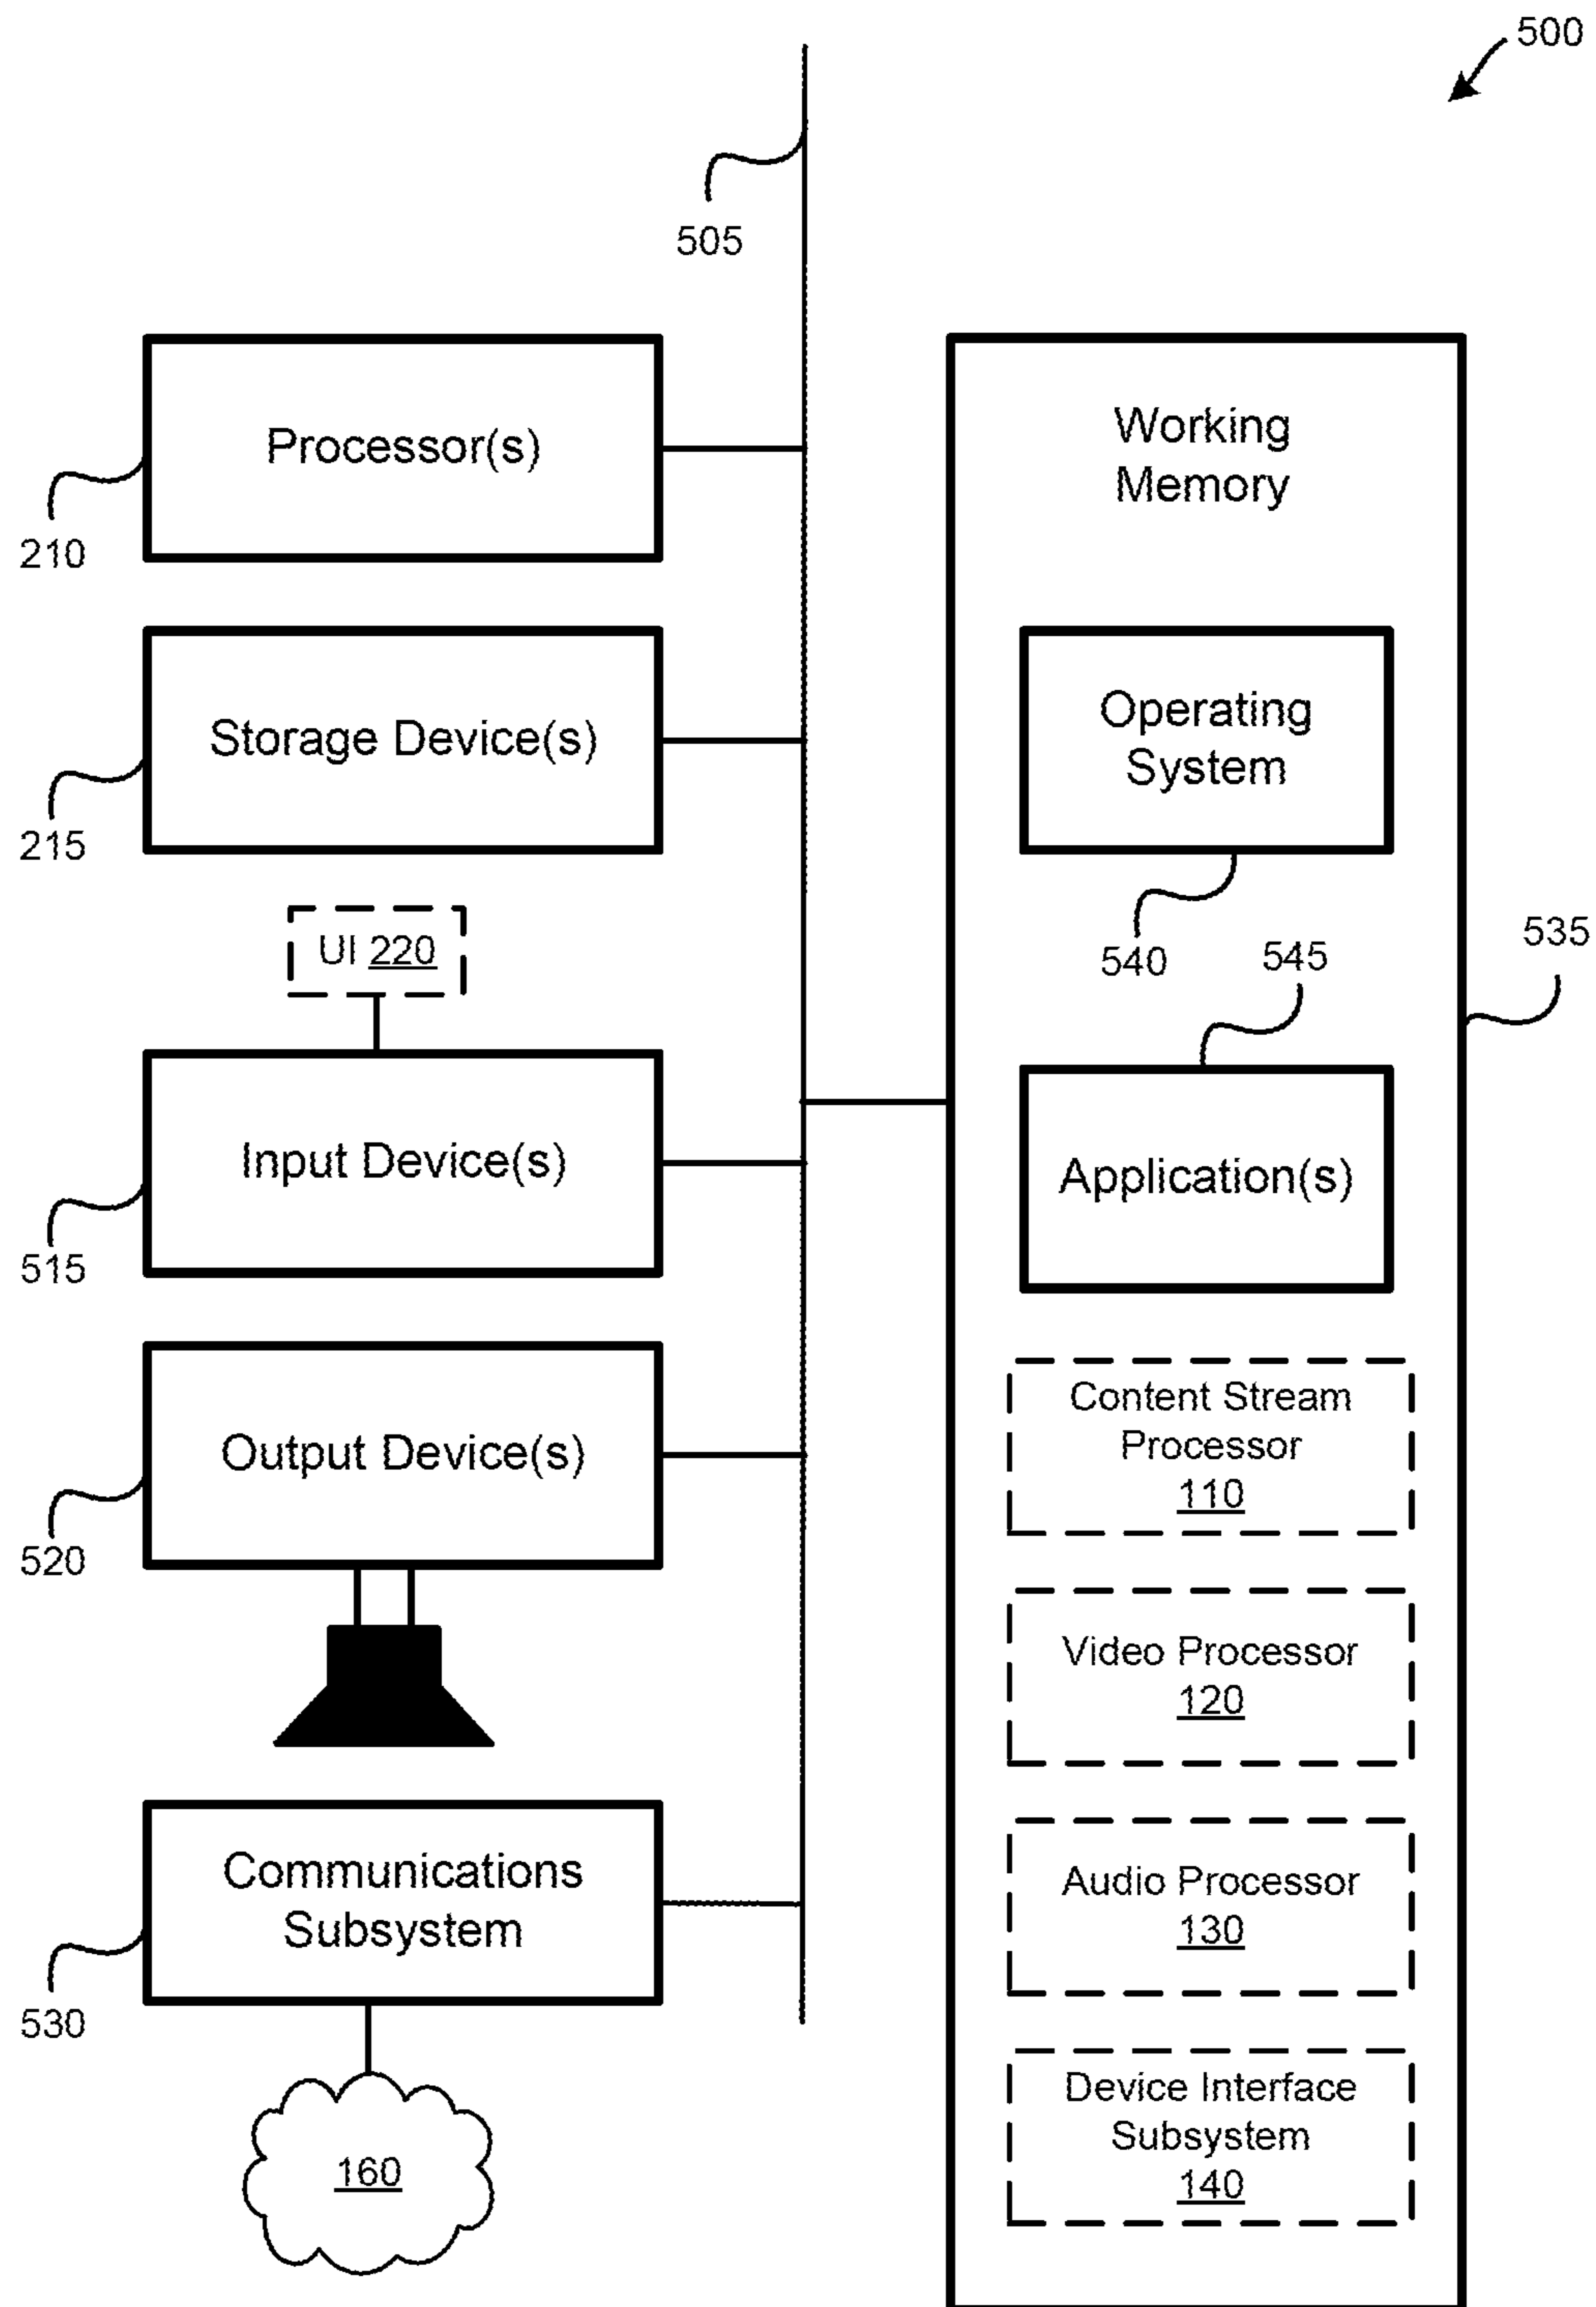 500
505
Processor(s)
210
Storage Device(s)
215
UI 220
Input Device(s)
515
Output Device(s)
520
Communications
Subsystem
530
160
Working
Memory
Operating
System
540
545
535
Application(s)
Content Stream
Processor
110
Video Processor
120
Audio Processor
130
Device Interface
Subsystem
140